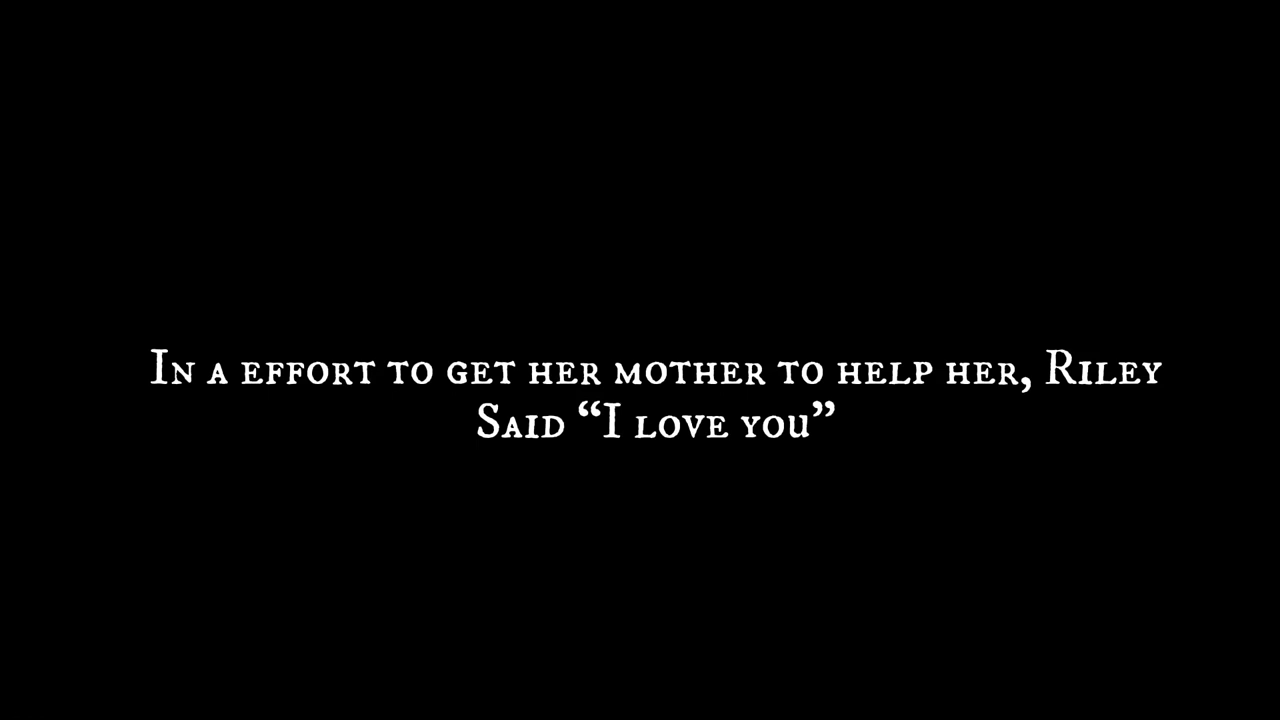 In a effort to get her mother to help her, Riley
Said “I love you”